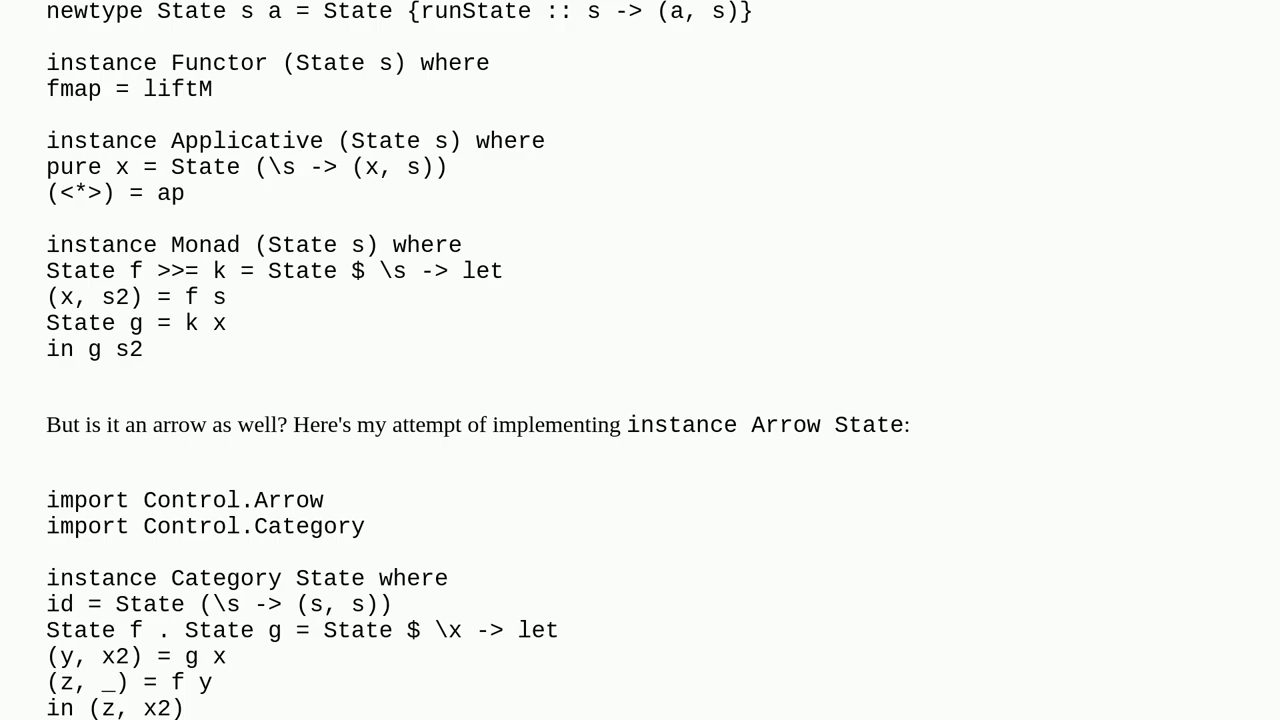 newtype State s a = State {runState :: s -> (a, s)}
instance Functor (State s) where
fmap = liftM
instance Applicative (State s) where
pure x = State (\s -> (x, s))
(<*>) = ap
instance Monad (State s) where
State f >>= k = State $ \s -> let
(x, s2) = f s
State g = k x
in g s2
But is it an arrow as well? Here's my attempt of implementing instance Arrow State:
import Control.Arrow
import Control.Category
instance Category State where
id = State (\s -> (s, s))
State f . State g = State $ \x -> let
(y, x2) = g x
(z, _) = f y
in (z, x2)